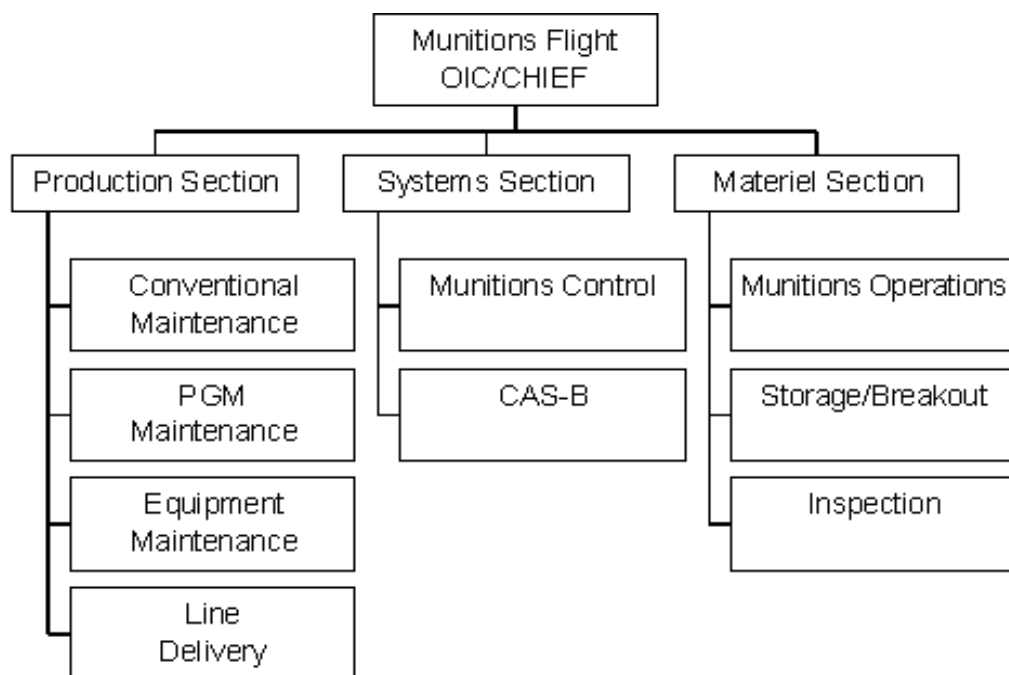 Munitions Flight
OIC/CHIEF
Production Section
Systems Section
Materiel Section
Conventional
Maintenance
Munitions Control
Munitions Operations
PGM
Maintenance
CAS-B
Storage/Breakout
Equipment
Maintenance
Inspection
Line
Delivery